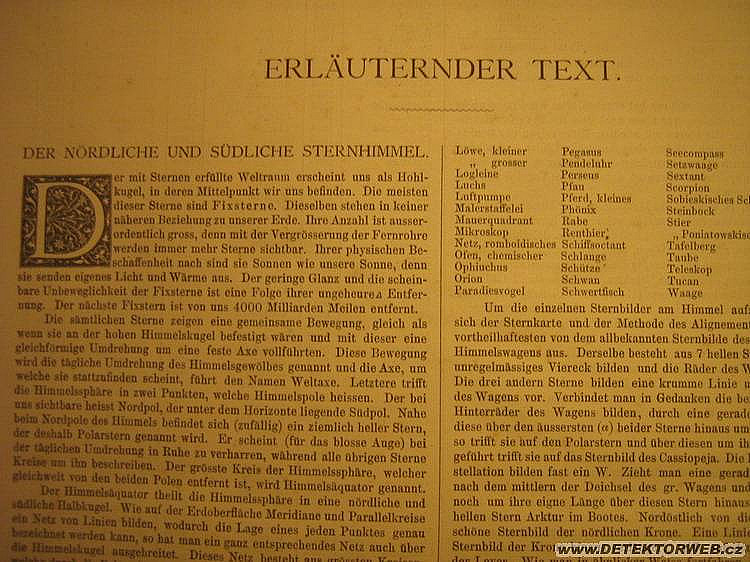 ERLÄUTERNDER TEXT.
DER NÖRDLICHE UND SÜDLICHE STERNHIMMEL.
Der mit Sternen erfüllte Weltraum erscheint uns als Hohl-
kugel, in deren Mittelpunkt wir uns befinden. Die meisten
dieser Sterne sind Fixsterne. Dieselben stehen in keiner
näheren Beziehung zu unserer Erde. Ihre Anzahl ist ausser-
ordentlich gross, denn mit der Vergrösserung der Fernrohre
werden immer mehr Sterne sichtbar. Ihrer physischen Be-
schaffenheit nach sind sie Sonnen wie unsere Sonne, denn
sie senden eigenes Licht und Wärme aus. Der geringe Glanz und die schein-
bare Unbeweglichkeit der Fixsterne ist eine Folge ihrer ungeheuren Entfer-
nung. Der nächste Fixstern ist von uns 4000 Milliarden Meilen entfernt.
Die sämtlichen Sterne zeigen eine gemeinsame Bewegung, gleich als
wenn sie an der hohen Himmelskugel befestigt wären und mit dieser eine
gleichförmige Umdrehung um eine feste Axe vollführten. Diese Bewegung
wird die tägliche Umdrehung des Himmelsgewölbes genannt und die Axe, um
welche sie stattzufinden scheint, führt den Namen Weltaxe. Letztere trifft
die Himmelssphäre in zwei Punkten, welche Himmelspole heissen. Der bei
uns sichtbare heisst Nordpol, der unter dem Horizonte liegende Südpol. Nahe
beim Nordpole des Himmels befindet sich (zufällig) ein ziemlich heller Stern,
der deshalb Polarstern genannt wird. Er scheint (für das blosse Auge) bei
der täglichen Umdrehung in Ruhe zu verharren, während alle übrigen Sterne
Kreise um ihn beschreiben. Der grösste Kreis der Himmelssphäre, welcher
gleichweit von den beiden Polen entfernt ist, wird Himmelsäquator genannt.
Der Himmelsäquator theilt die Himmelssphäre in eine nördliche und
südliche Halbkugel. Wie auf der Erdoberfläche Meridiane und Parallelkreise
ein Netz von Linien bilden, wodurch die Lage eines jeden Punktes genau
bezeichnet werden kann, so hat man ein ganz entsprechendes Netz auch über
die Himmelskugel ausgebreitet. Dieses Netz besteht aus grössten Kreisen
Löwe, kleiner Pegasus Seecompass
„ grosser Pendeluhr Setzwaage
Logleine Perseus Sextant
Luchs Pfau Scorpion
Luftpumpe Pferd, kleines Sobieskisches
Malerstaffelei Phönix Steinbock
Mauerquadrant Rabe Stier
Mikroskop Renthier „ Poniatowski
Netz, romboldisches Schiffsoctant Tafelberg
Ofen, chemischer Schlange Taube
Ophiuchus Schütze Teleskop
Orion Schwan Tucan
Paradiesvogel Schwertfisch Waage
Um die einzelnen Sternbilder am Himmel
sich der Sternkarte und der Methode des
vortheilhaftesten von dem allbekannten Sternbilde des
Himmelswagens aus. Derselbe besteht aus 7 hellen
unregelmässiges Viereck bilden und die Räder des
Die drei andern Sterne bilden eine krumme Linie
des Wagens vor. Verbindet man in Gedanken die
Hinterräder des Wagens bilden, durch eine
diese über den äussersten (α) beider Sterne hinaus um
so trifft sie auf den Polarstern und über diesen um
geführt trifft sie auf das Sternbild der Cassiopeja. Die
stellation bilden fast ein W. Zieht man eine
nach dem mittlern der Deichsel des gr. Wagens und
noch um ihre eigne Länge über diesen Stern hinaus
hellen Stern Arktur im Bootes. Nordöstlich von
schöne Sternbild der nördlichen Krone. Eine
Sternbild der
der Leyer. Wie man in
www.DETEKTORWEB.cz